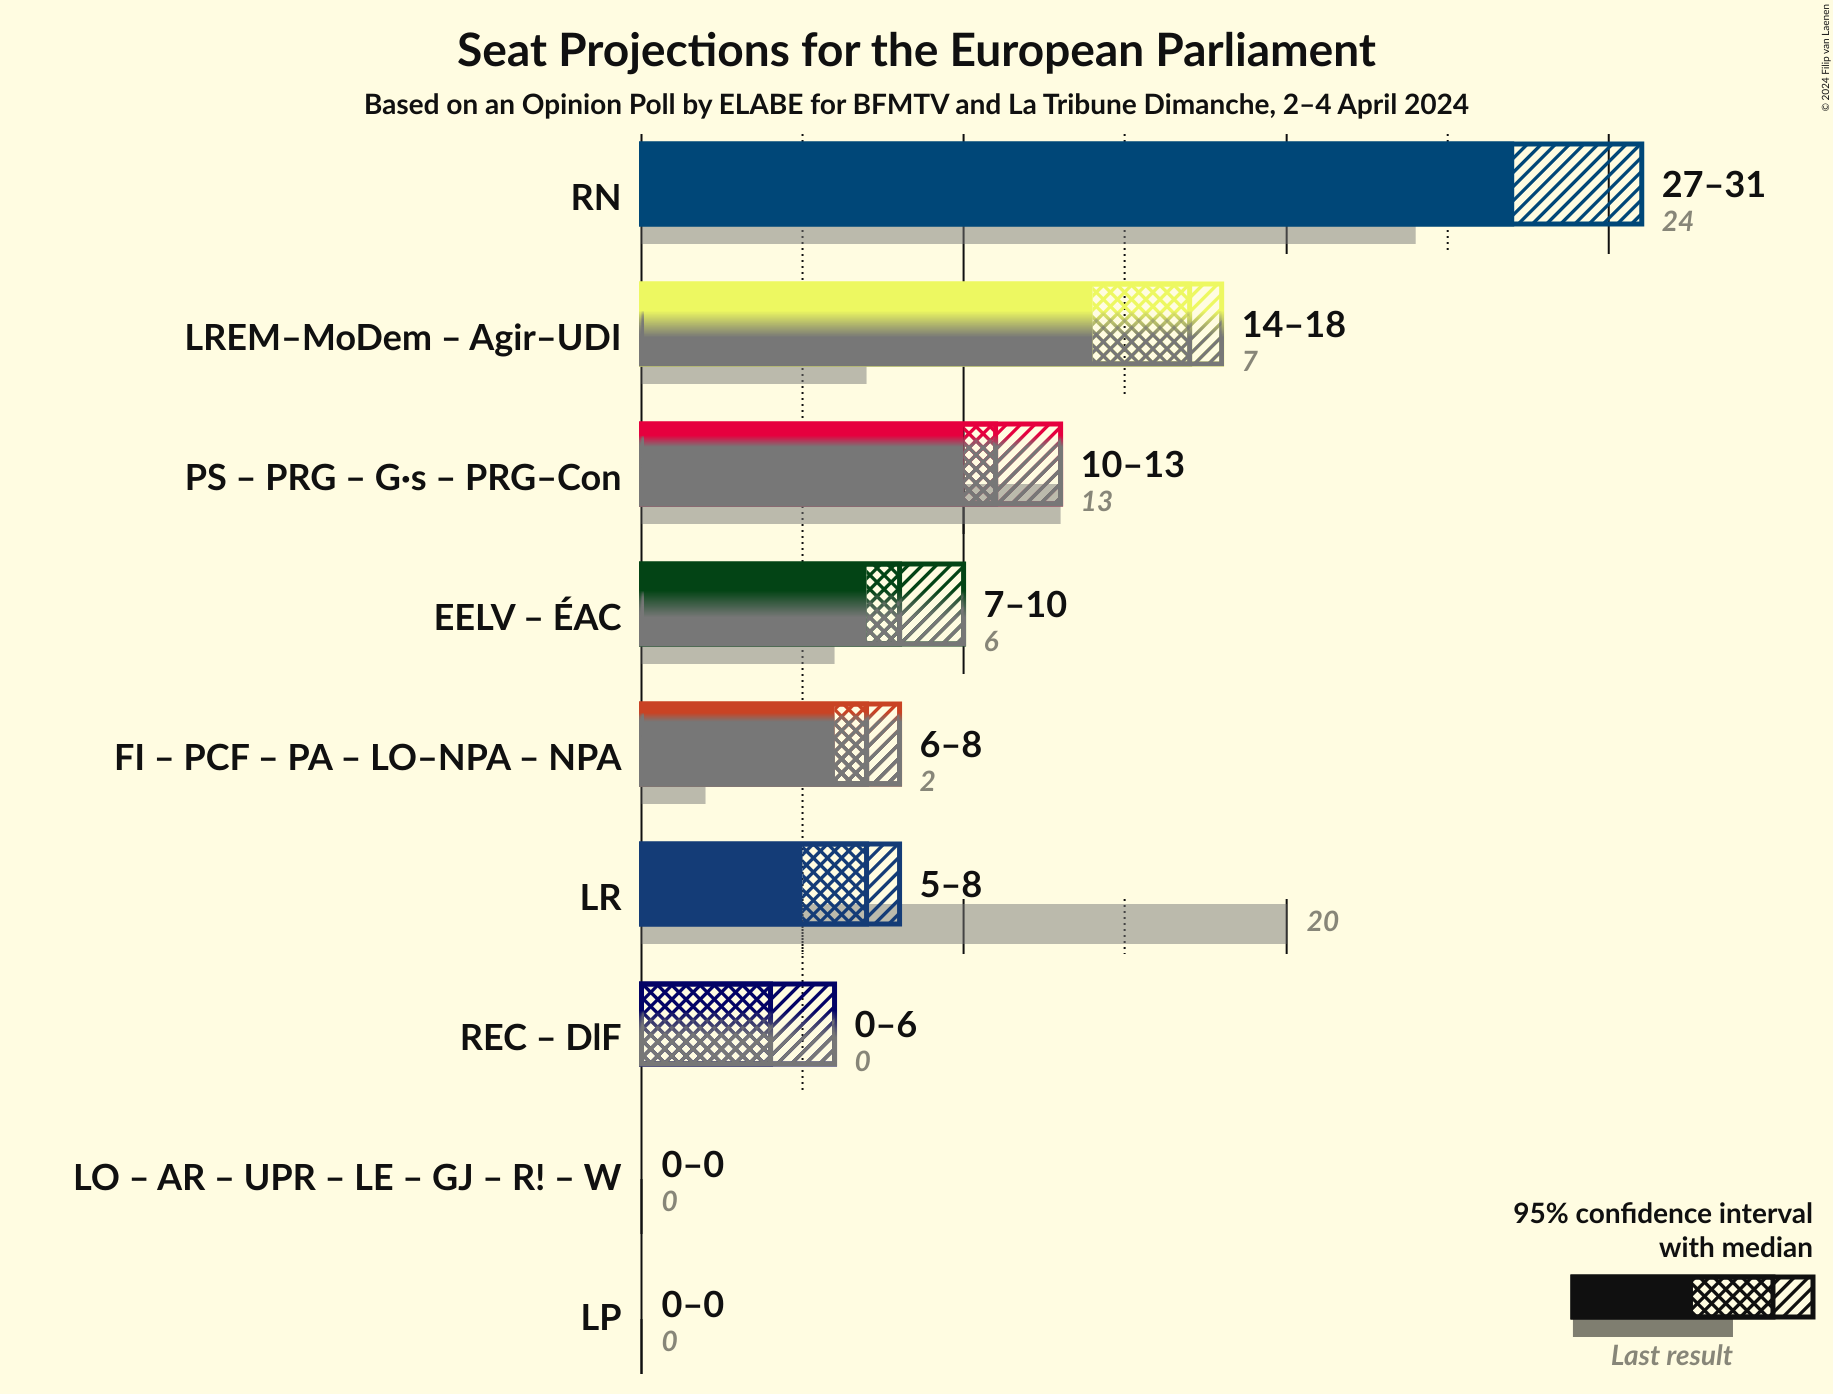 Seat Projections for the European Parliament
Based on an Opinion Poll by ELABE for BFMTV and La Tribune Dimanche, 2–4 April 2024
© 2024 Filip van Laenen
RN
27–31
24
LREM–MoDem – Agir–UDI
14–18
7
PS – PRG – G·s – PRG–Con
10–13
13
EELV – ÉAC
7–10
6
FI – PCF – PA – LO–NPA – NPA
6–8
2
LR
5–8
20
REC – DlF
0–6
0
LO – AR – UPR – LE – GJ – R! – W
0–0
0
LP
0–0
0
95% confidence interval
with median
Last result